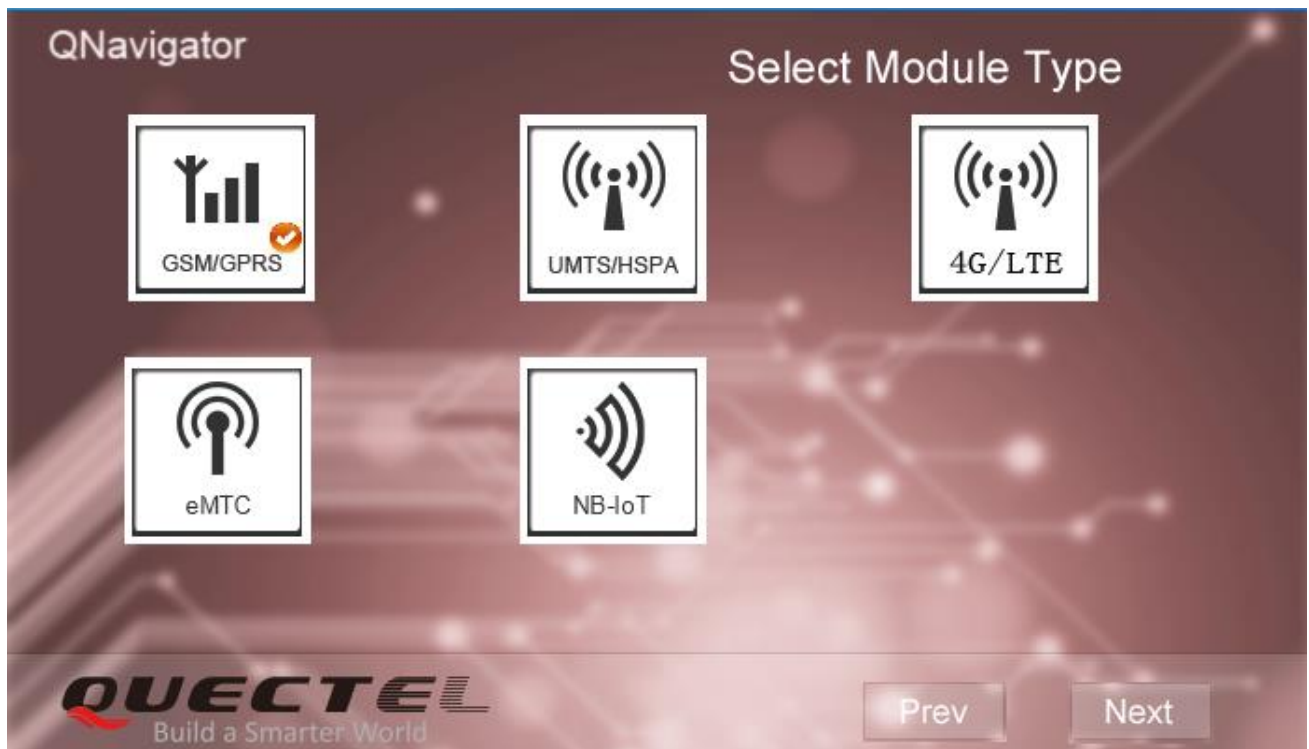 QNavigator
Select Module Type
GSM/GPRS
UMTS/HSPA
4G/LTE
eMTC
NB-IoT
QUECTEL
Build a Smarter World
Prev
Next